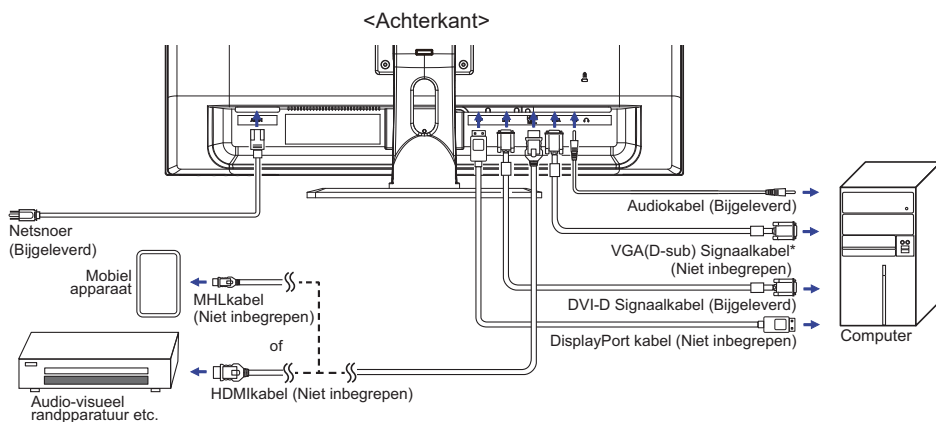 <Achterkant>
Netsnoer
(Bijgeleverd)
Mobiel
apparaat
MHLkabel
(Niet inbegrepen)
of
HDMIkabel (Niet inbegrepen)
Audio-visueel
randpparatuur etc.
Audiokabel (Bijgeleverd)
VGA(D-sub) Signaalkabel*
(Niet inbegrepen)
DVI-D Signaalkabel (Bijgeleverd)
DisplayPort kabel (Niet inbegrepen)
Computer